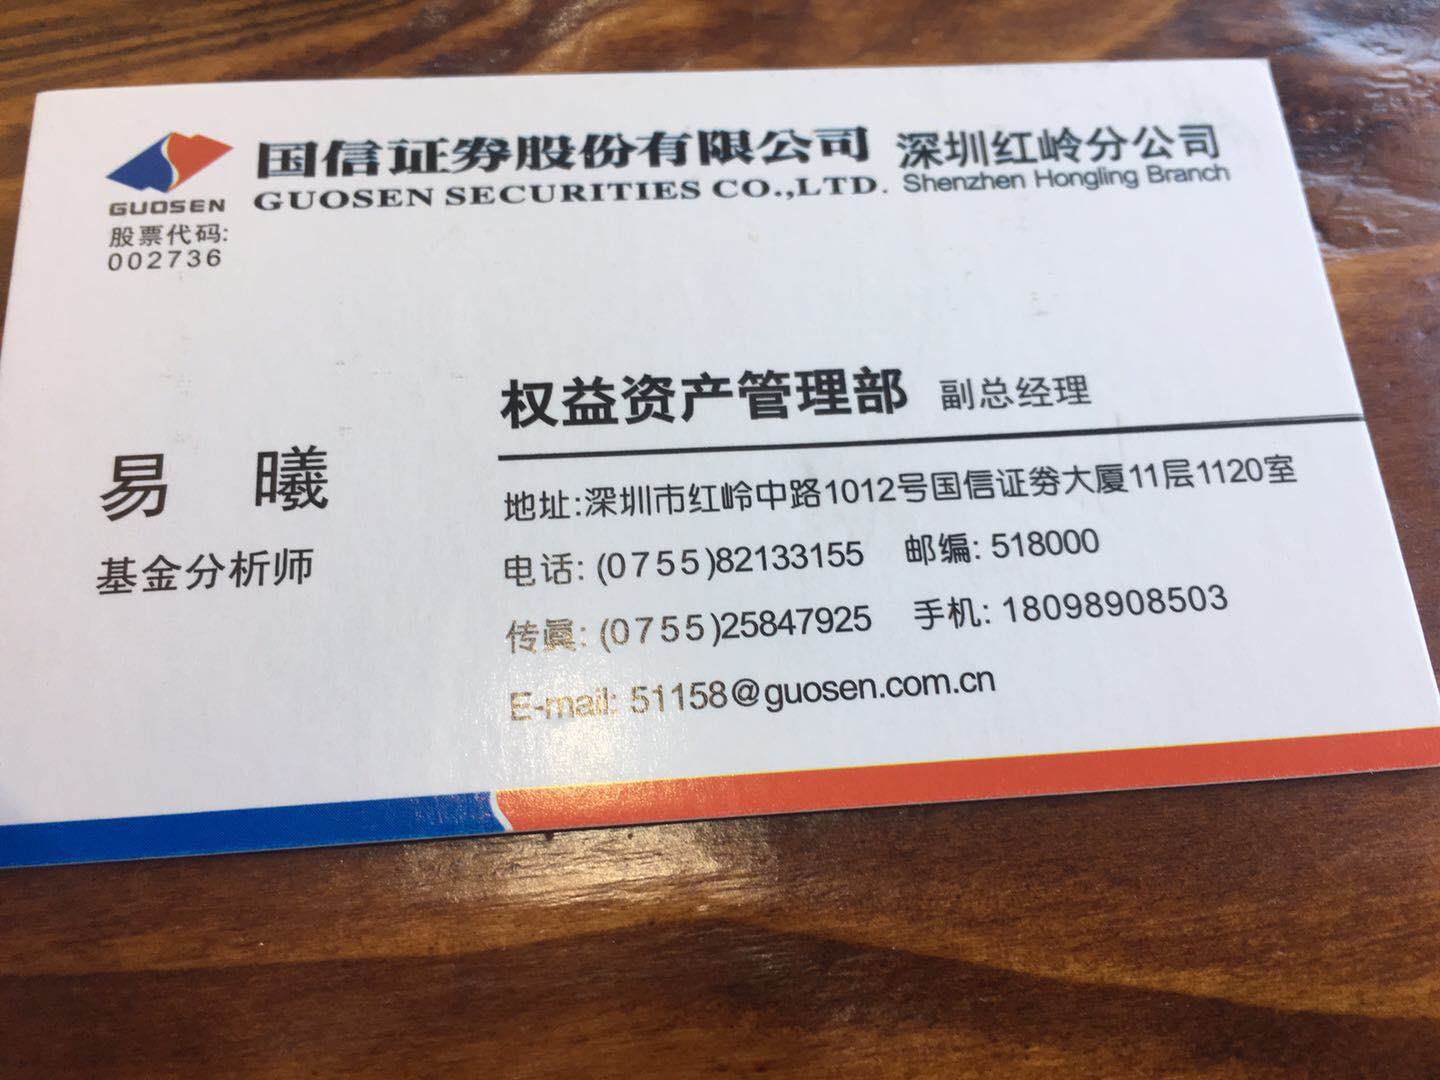 国信证券股份有限公司 深圳红岭分公司
GUOSEN SECURITIES CO.,LTD. Shenzhen Hongling Branch
GUOSEN
股票代码:
002736
权益资产管理部 副总经理
易 曦
基金分析师
地址:深圳市红岭中路1012号国信证劵大厦11层1120室
电话: (0755)82133155 邮编: 518000
传真: (0755)25847925 手机: 18098908503
E-mail: 51158@guosen.com.cn